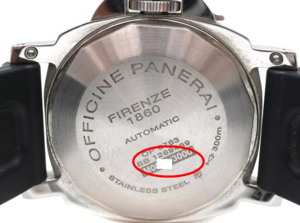 OFFICINE PANERAI
FIRENZE
1860
AUTOMATIC
STAINLESS STEEL
300m